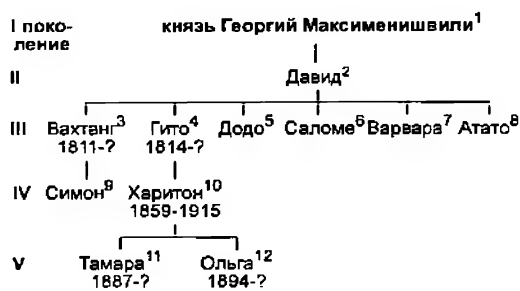 I поко-
ление князь Георгий Максименишвили¹
II Давид²
III Вахтанг³ Гито⁴ Додо⁵ Саломе⁶ Варвара⁷ Атато⁸
1811-? 1814-?
IV Симон⁹ Харитон¹⁰
1859-1915
V Тамара¹¹ Ольга¹²
1887-? 1894-?